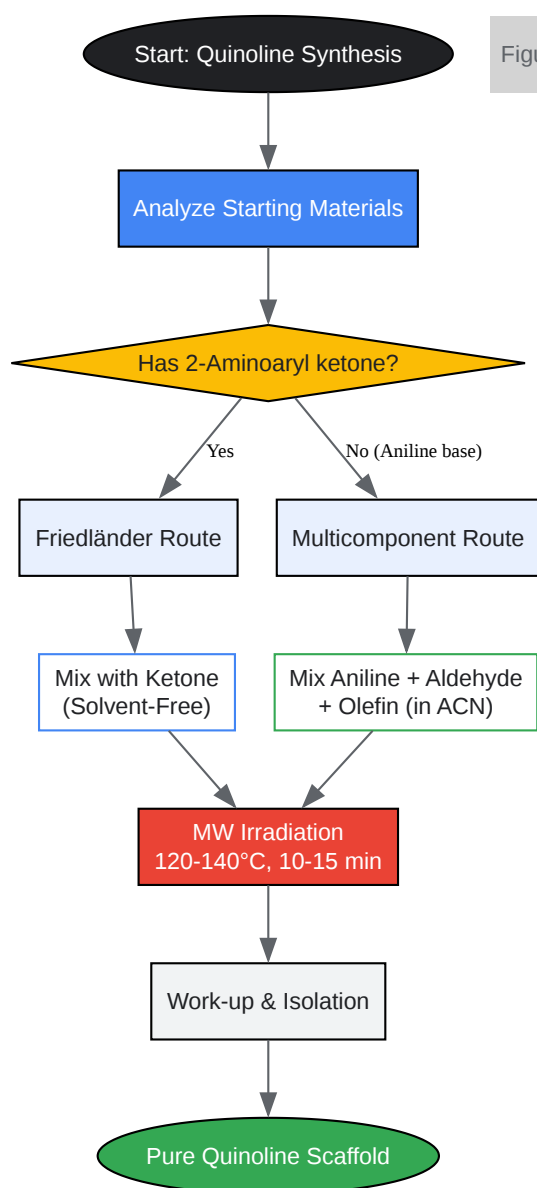 Start: Quinoline Synthesis
Analyze Starting Materials
Has 2-Aminoaryl ketone?
Yes
No (Aniline base)
Friedländer Route
Multicomponent Route
Mix with Ketone
(Solvent-Free)
Mix Aniline + Aldehyde
+ Olefin (in ACN)
MW Irradiation
120-140°C, 10-15 min
Work-up & Isolation
Pure Quinoline Scaffold